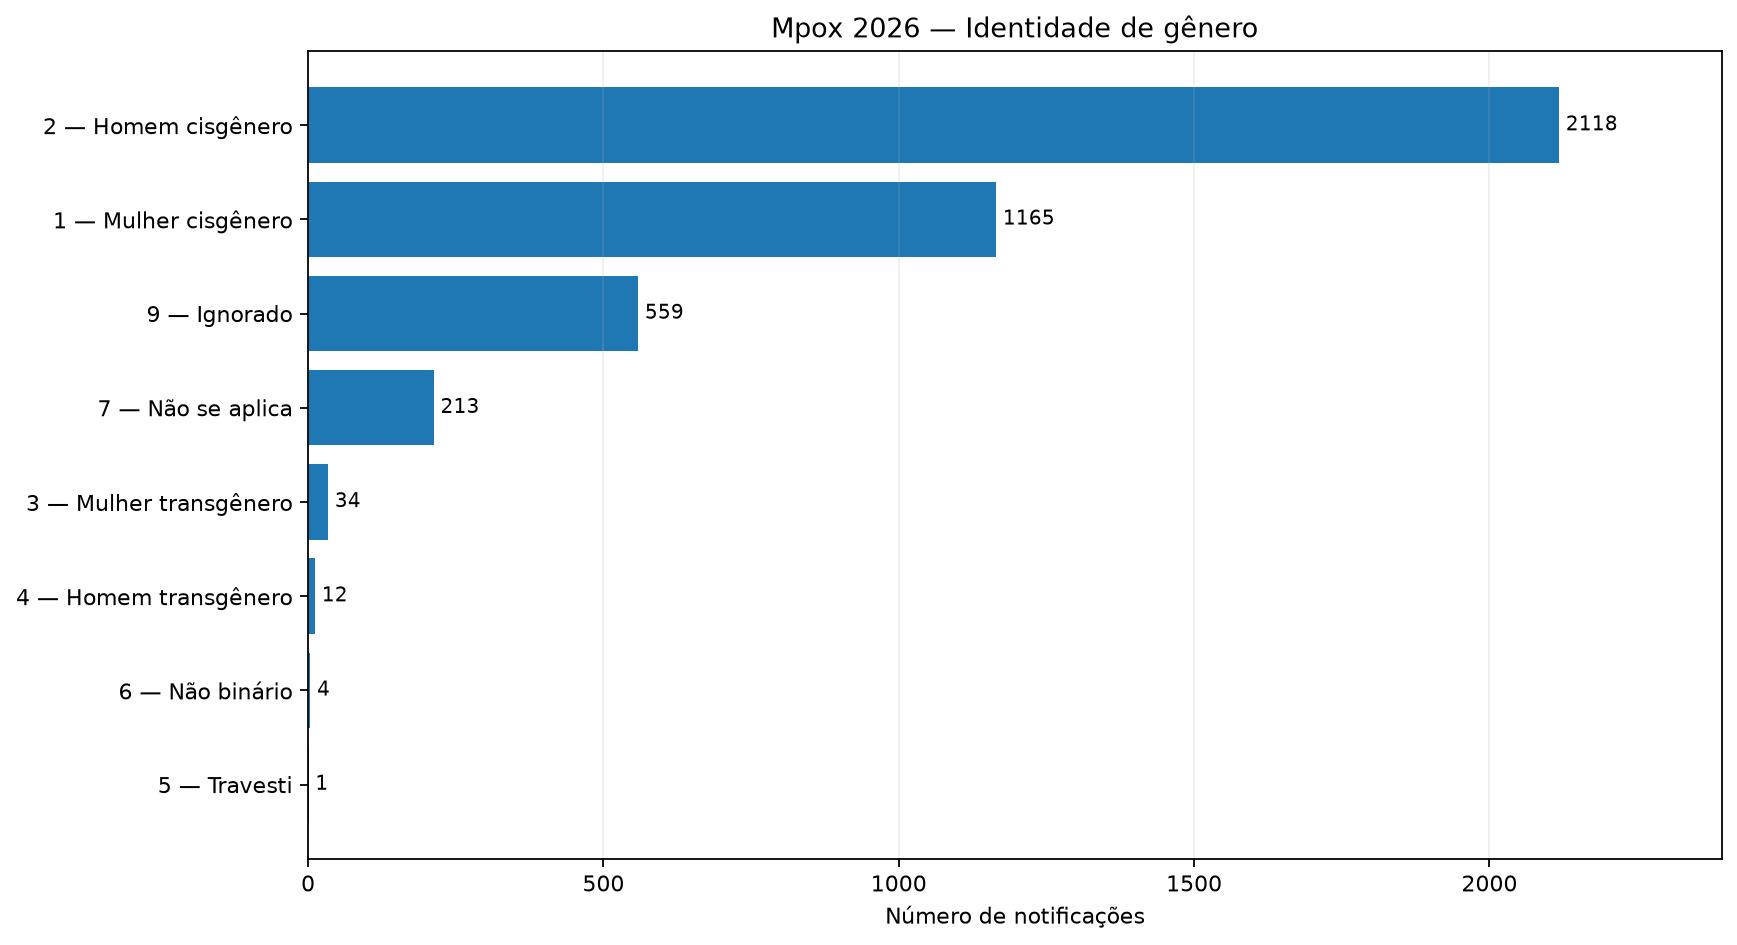 Mpox 2026 — Identidade de gênero
2 — Homem cisgênero 2118
1 — Mulher cisgênero 1165
9 — Ignorado 559
7 — Não se aplica 213
3 — Mulher transgênero 34
4 — Homem transgênero 12
6 — Não binário 4
5 — Travesti 1
0 500 1000 1500 2000
Número de notificações